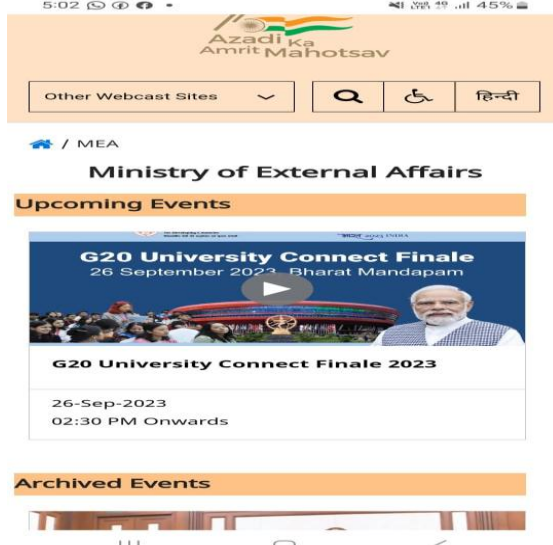 5:02
45%
Azadi Ka
Amrit Mahotsav
Other Webcast Sites
हिन्दी
/ MEA
Ministry of External Affairs
Upcoming Events
G20 University Connect Finale
26 September 2023, Bharat Mandapam
G20 University Connect Finale 2023
26-Sep-2023
02:30 PM Onwards
Archived Events